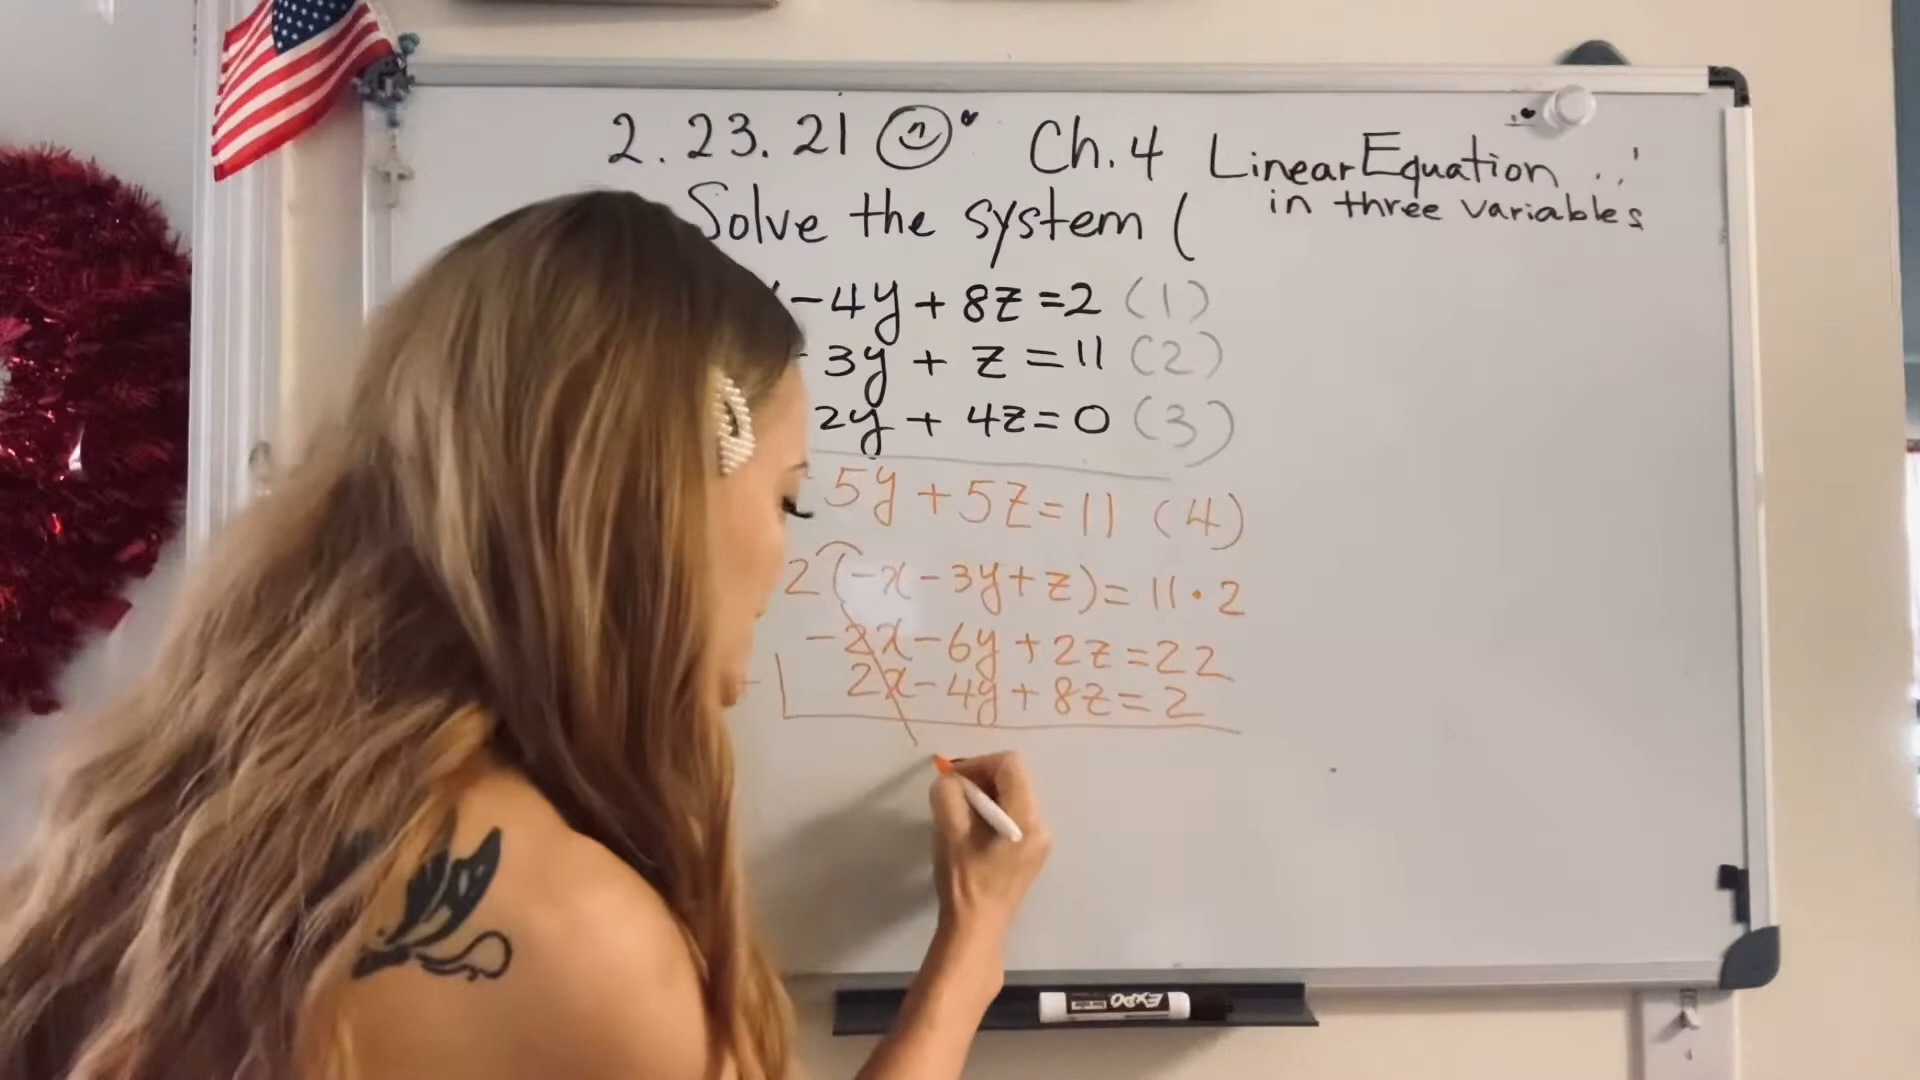 2.23.21 Ch.4 Linear Equation
in three variables
Solve the system (
-4y + 8z = 2 (1)
3y + z = 11 (2)
2y + 4z = 0 (3)
5y + 5z = 11 (4)
2(-x - 3y + z) = 11 • 2
-2x - 6y + 2z = 22
2x - 4y + 8z = 2
EXPO